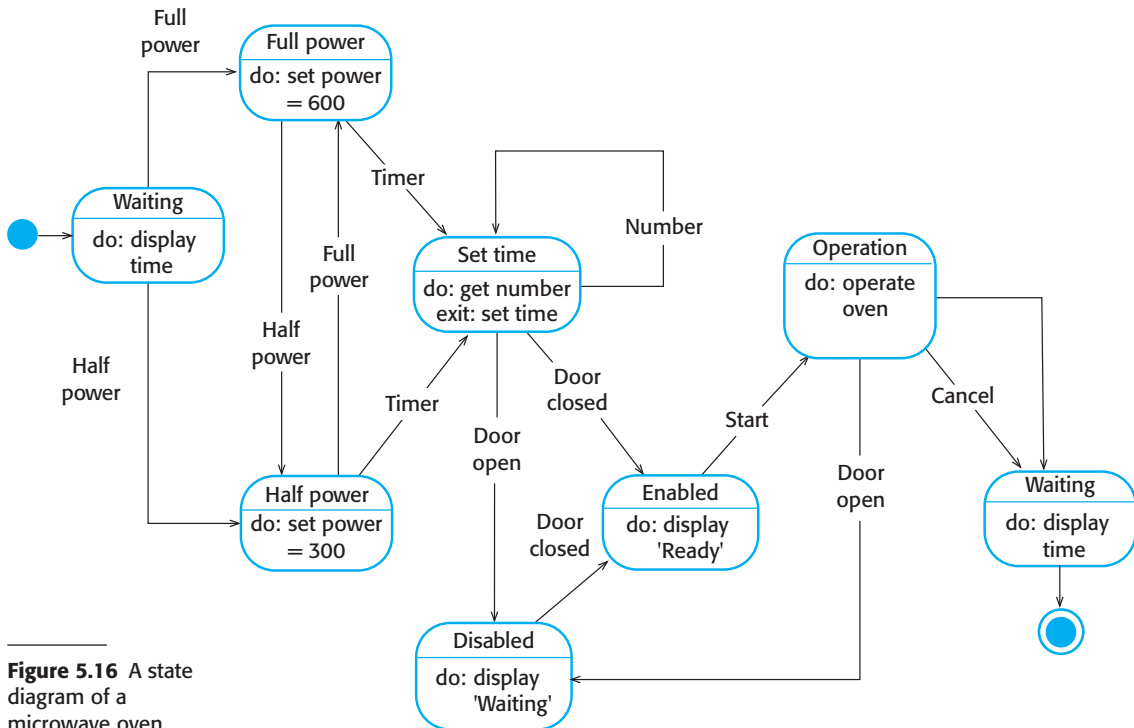 Full
power
Full power
do: set power
= 600
Timer
Number
Waiting
do: display
time
Full
power
Set time
do: get number
exit: set time
Operation
do: operate
oven
Half
power
Half
power
Timer
Door
closed
Door
open
Start
Cancel
Door
open
Half power
do: set power
= 300
Enabled
do: display
'Ready'
Door
closed
Waiting
do: display
time
Disabled
do: display
'Waiting'
Figure 5.16 A state
diagram of a
microwave oven